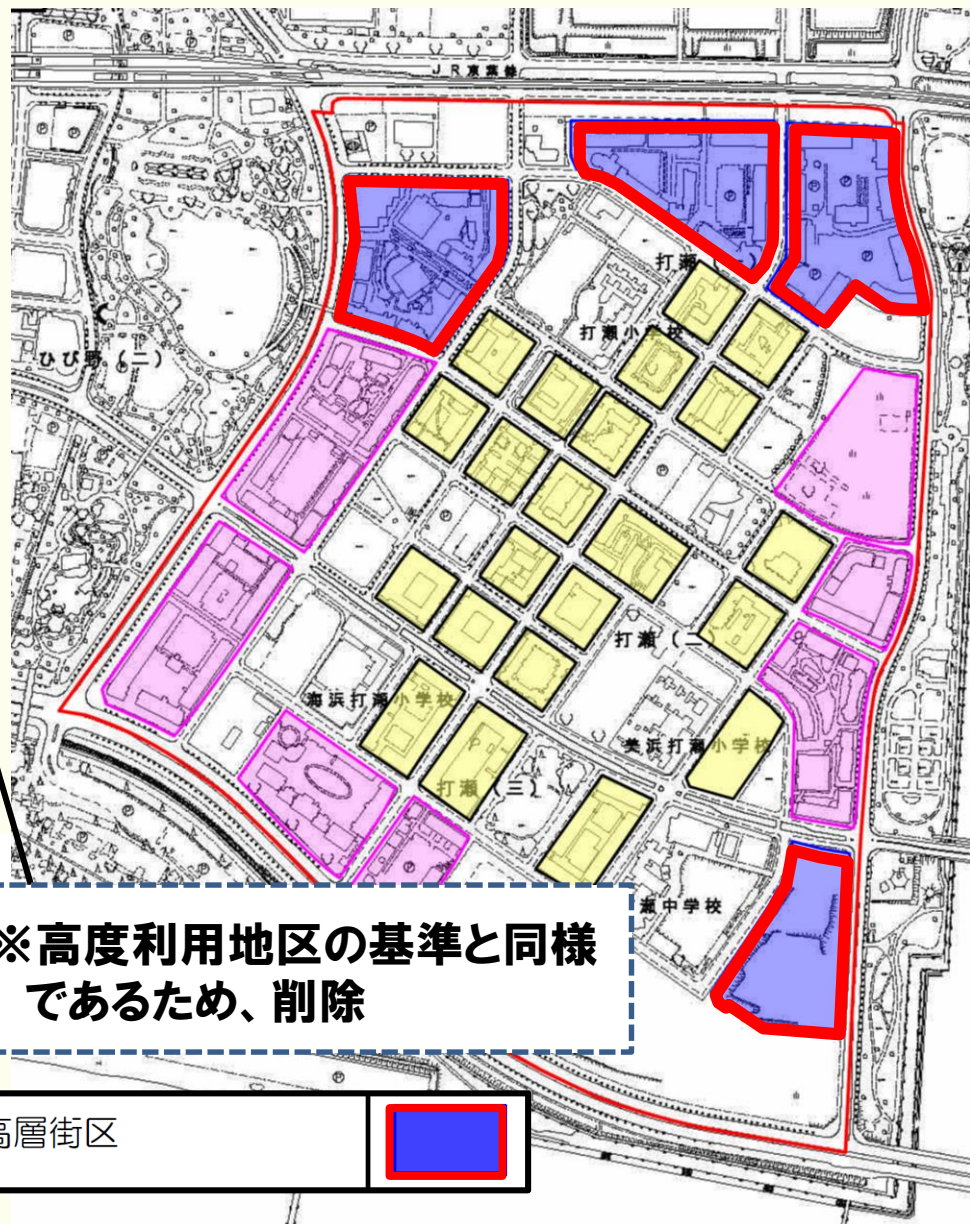 JR京葉線
ひび野(二)
打瀬小学校
打瀬(二
海浜打瀬小学校
美浜打瀬小学校
打瀬(三)
瀬中学校
※高度利用地区の基準と同様
であるため、削除
高層街区